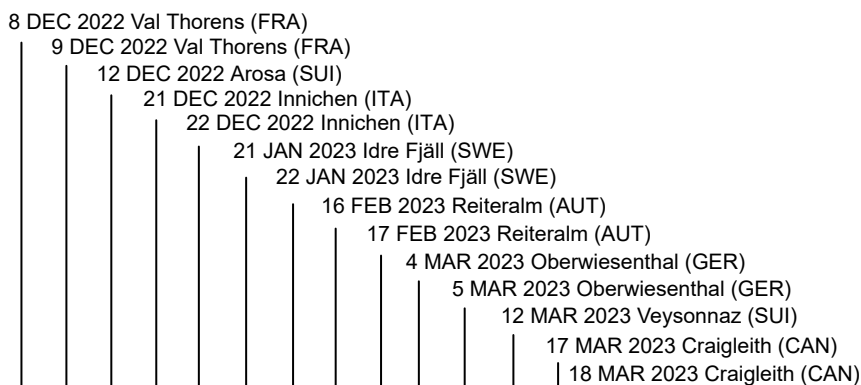 8 DEC 2022 Val Thorens (FRA)
9 DEC 2022 Val Thorens (FRA)
12 DEC 2022 Arosa (SUI)
21 DEC 2022 Innichen (ITA)
22 DEC 2022 Innichen (ITA)
21 JAN 2023 Idre Fjäll (SWE)
22 JAN 2023 Idre Fjäll (SWE)
16 FEB 2023 Reiteralm (AUT)
17 FEB 2023 Reiteralm (AUT)
4 MAR 2023 Oberwiesenthal (GER)
5 MAR 2023 Oberwiesenthal (GER)
12 MAR 2023 Veysonnaz (SUI)
17 MAR 2023 Craigleith (CAN)
18 MAR 2023 Craigleith (CAN)